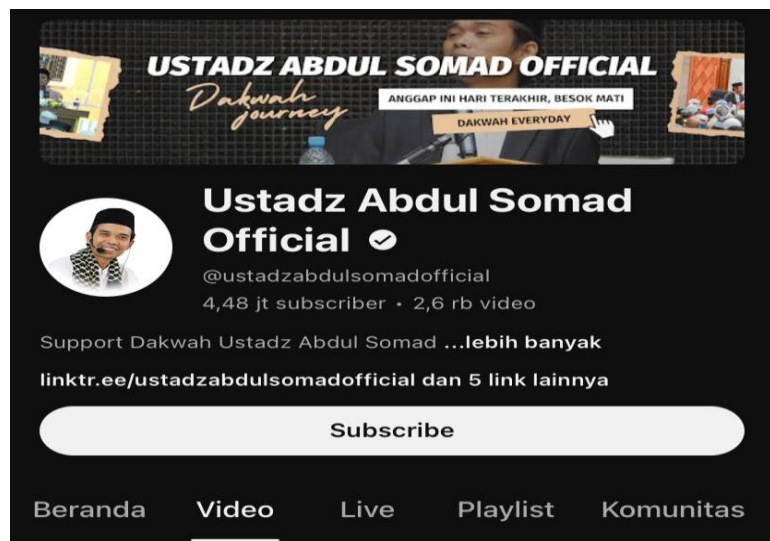 USTADZ ABDUL SOMAD OFFICIAL
Dakwah
journey
ANGGAP INI HARI TERAKHIR, BESOK MATI
DAKWAH EVERYDAY
Ustadz Abdul Somad
Official
@ustadzabdulsomadofficial
4,48 jt subscriber • 2,6 rb video
Support Dakwah Ustadz Abdul Somad ...lebih banyak
linktr.ee/ustadzabdulsomadofficial dan 5 link lainnya
Subscribe
Beranda Video Live Playlist Komunitas